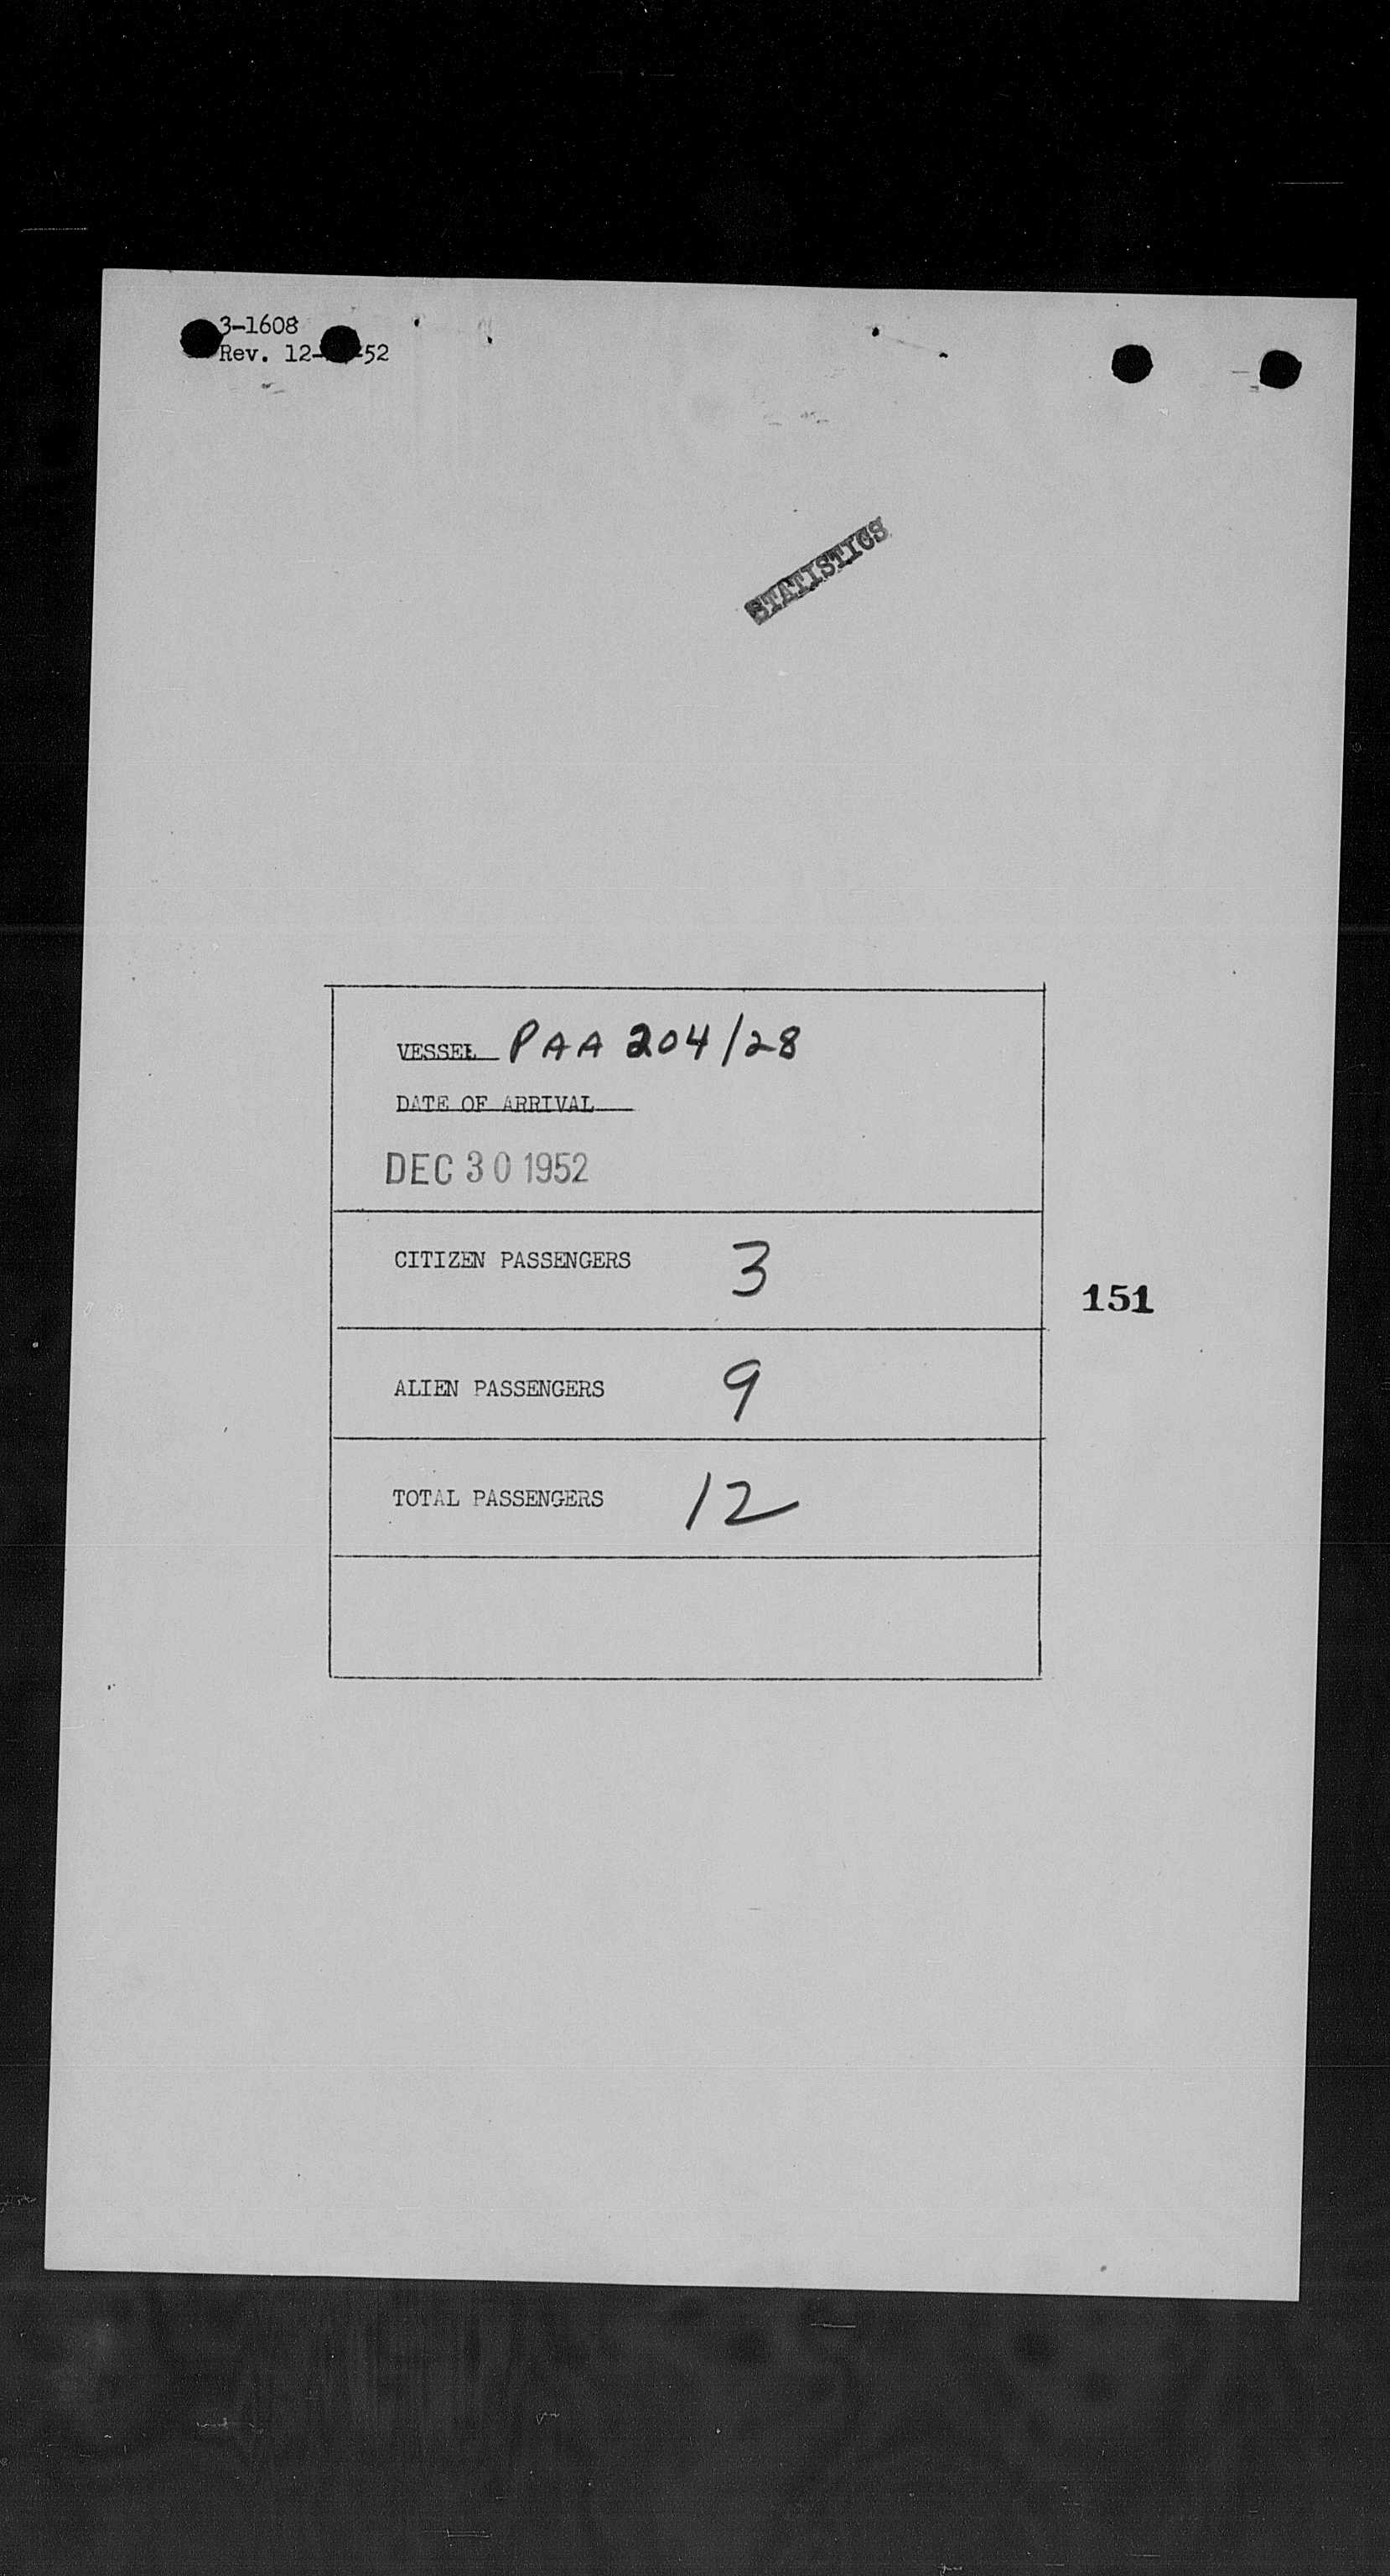 3-1608
Rev. 12- -52
STATISTICS
VESSEL PAA 204/28
DATE OF ARRIVAL
DEC 30 1952
CITIZEN PASSENGERS 3
151
ALIEN PASSENGERS 9
TOTAL PASSENGERS 12